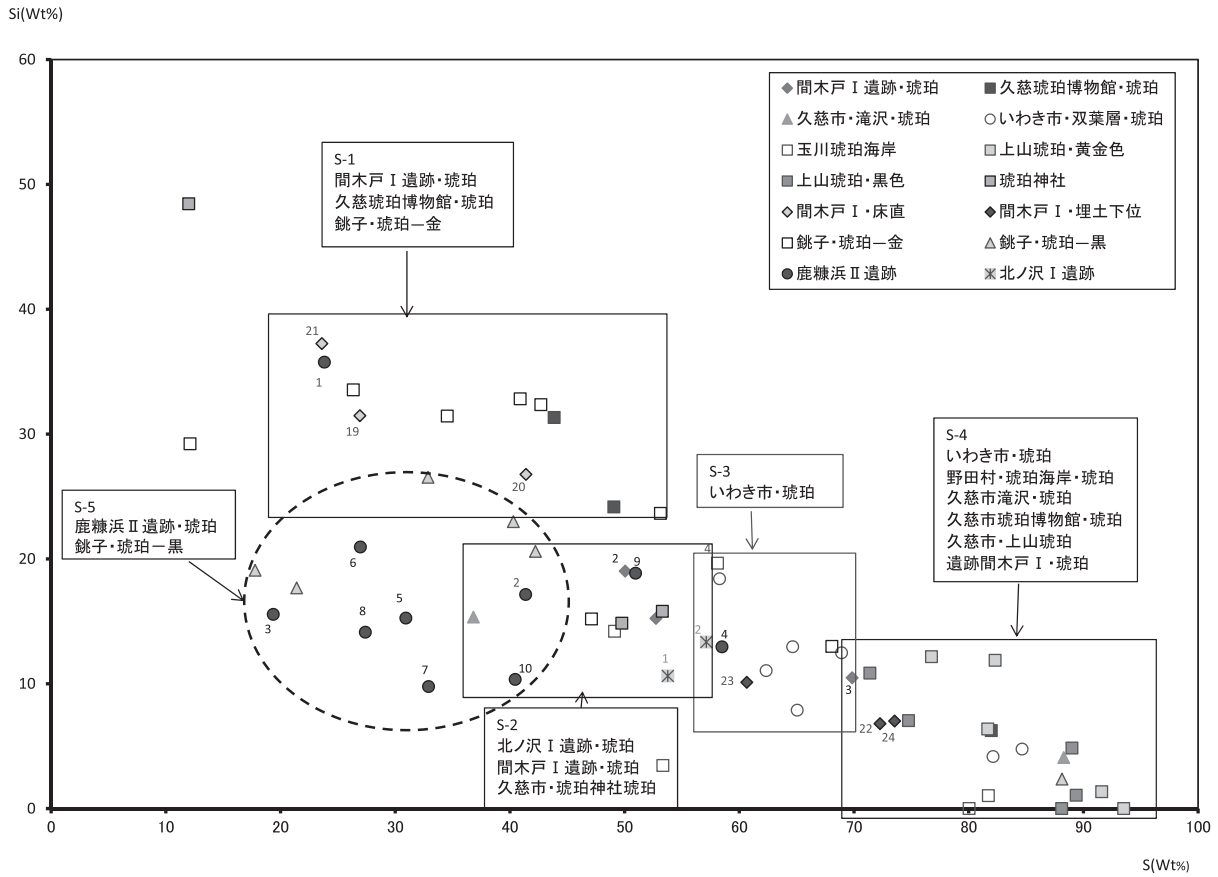 Si(Wt%)
60
50
40
30
20
10
0
間木戸Ⅰ遺跡・琥珀
久慈琥珀博物館・琥珀
久慈市・滝沢・琥珀
いわき市・双葉層・琥珀
玉川琥珀海岸
上山琥珀・黄金色
上山琥珀・黒色
琥珀神社
間木戸Ⅰ・床直
間木戸Ⅰ・埋土下位
銚子・琥珀―金
銚子・琥珀―黒
鹿糠浜Ⅱ遺跡
北ノ沢Ⅰ遺跡
S-1
間木戸Ⅰ遺跡・琥珀
久慈琥珀博物館・琥珀
銚子・琥珀―金
21
1
19
20
S-5
鹿糠浜Ⅱ遺跡・琥珀
銚子・琥珀―黒
S-3
いわき市・琥珀
S-4
いわき市・琥珀
野田村・琥珀海岸・琥珀
久慈市滝沢・琥珀
久慈市琥珀博物館・琥珀
久慈市・上山琥珀
遺跡間木戸Ⅰ・琥珀
6
3
8
5
7
2
10
2
9
4
2
4
1
23
3
22
24
S-2
北ノ沢Ⅰ遺跡・琥珀
間木戸Ⅰ遺跡・琥珀
久慈市・琥珀神社琥珀
0
10
20
30
40
50
60
70
80
90
100
S(Wt%)